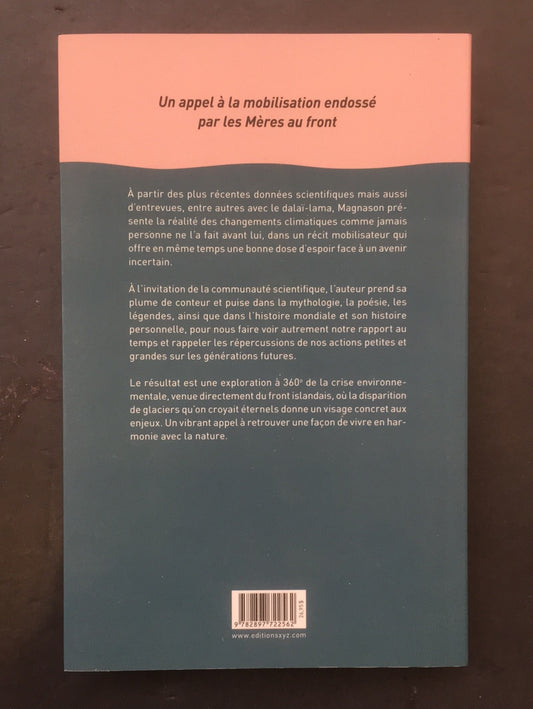 Un appel à la mobilisation endossé
par les Mères au front
À partir des plus récentes données scientifiques mais aussi
d'entrevues, entre autres avec le dalaï-lama, Magnason pré-
sente la réalité des changements climatiques comme jamais
personne ne l'a fait avant lui, dans un récit mobilisateur qui
offre en même temps une bonne dose d'espoir face à un avenir
incertain.
À l'invitation de la communauté scientifique, l'auteur prend sa
plume de conteur et puise dans la mythologie, la poésie, les
légendes, ainsi que dans l'histoire mondiale et son histoire
personnelle, pour nous faire voir autrement notre rapport au
temps et rappeler les répercussions de nos actions petites et
grandes sur les générations futures.
Le résultat est une exploration à 360° de la crise environne-
mentale, venue directement du front islandais, où la disparition
de glaciers qu'on croyait éternels donne un visage concret aux
enjeux. Un vibrant appel à retrouver une façon de vivre en har-
monie avec la nature.
26,95 $
9 782897 722562
www.editionsxyz.com